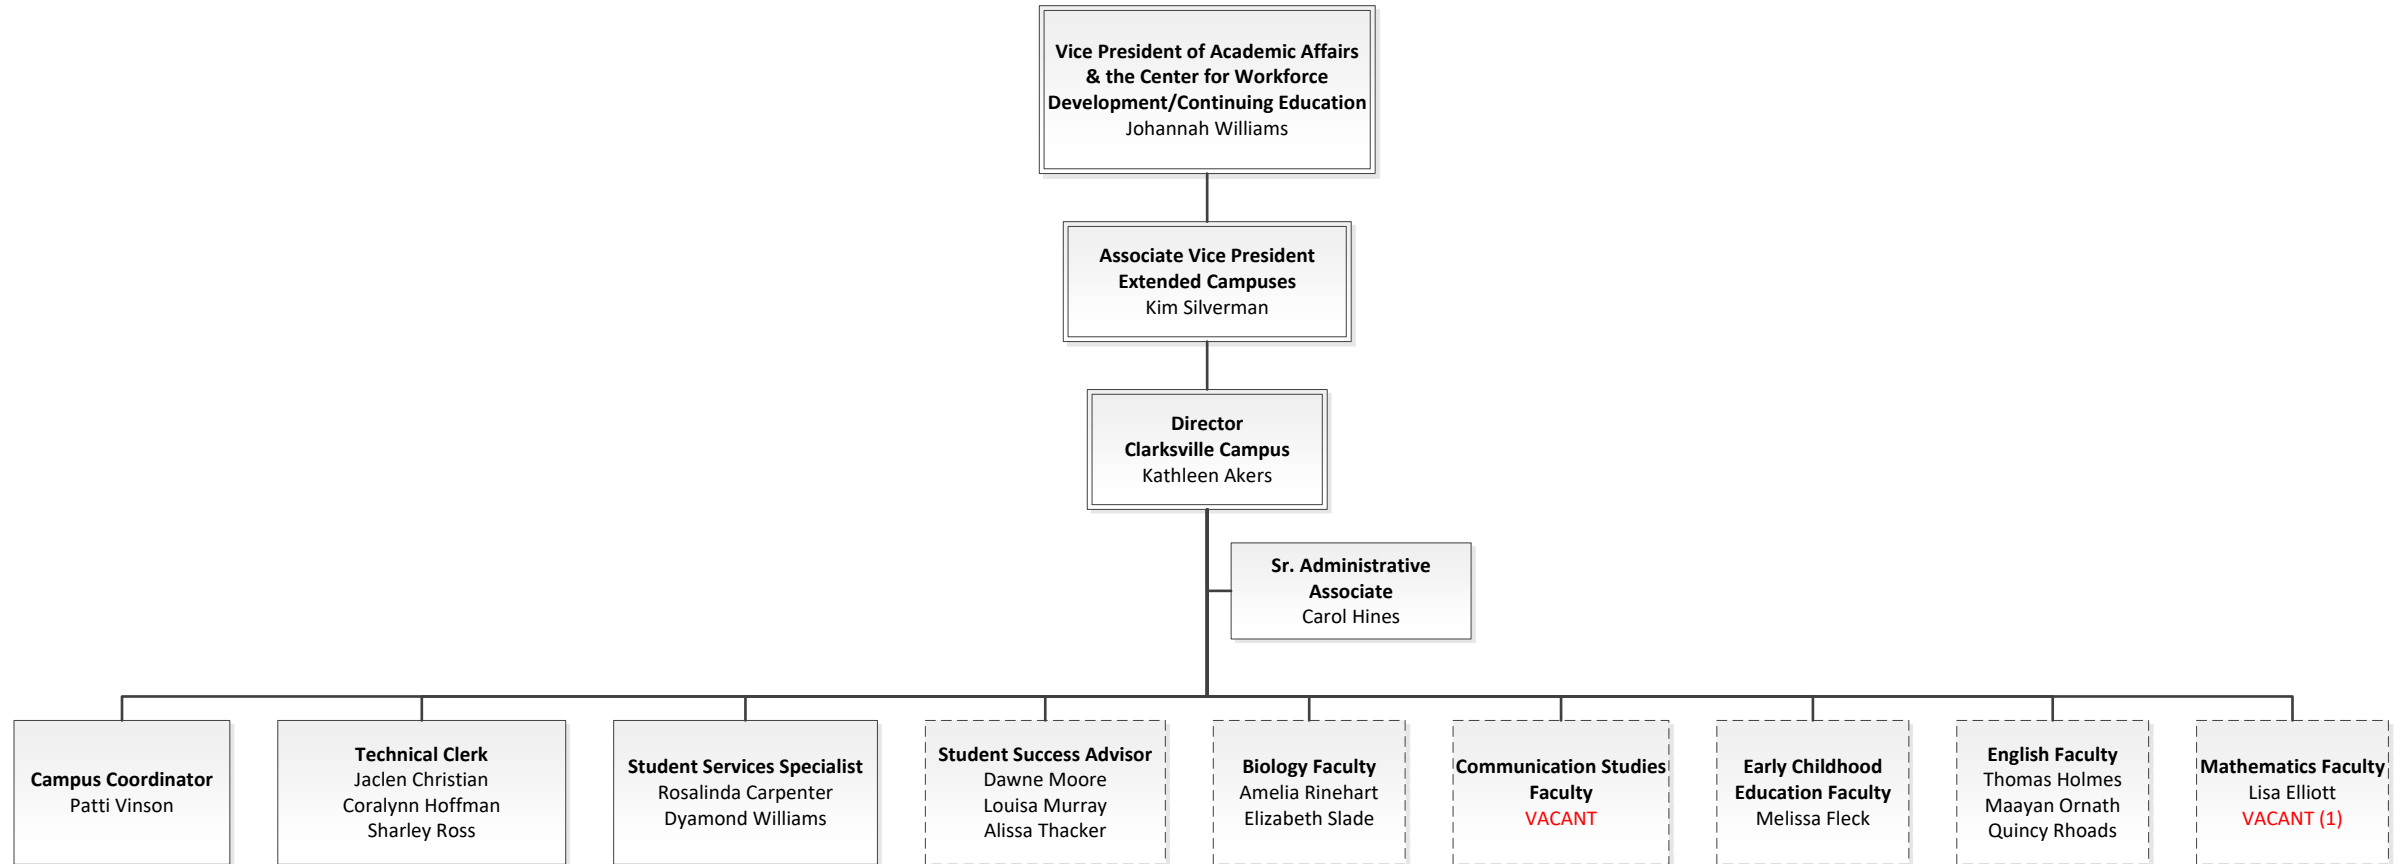 Vice President of Academic Affairs
& the Center for Workforce
Development/Continuing Education
Johannah Williams
Associate Vice President
Extended Campuses
Kim Silverman
Director
Clarksville Campus
Kathleen Akers
Sr. Administrative
Associate
Carol Hines
Campus Coordinator
Patti Vinson
Technical Clerk
Jaclen Christian
Coralynn Hoffman
Sharley Ross
Student Services Specialist
Rosalinda Carpenter
Dyamond Williams
Student Success Advisor
Dawne Moore
Louisa Murray
Alissa Thacker
Biology Faculty
Amelia Rinehart
Elizabeth Slade
Communication Studies
Faculty
VACANT
Early Childhood
Education Faculty
Melissa Fleck
English Faculty
Thomas Holmes
Maayan Ornath
Quincy Rhoads
Mathematics Faculty
Lisa Elliott
VACANT (1)